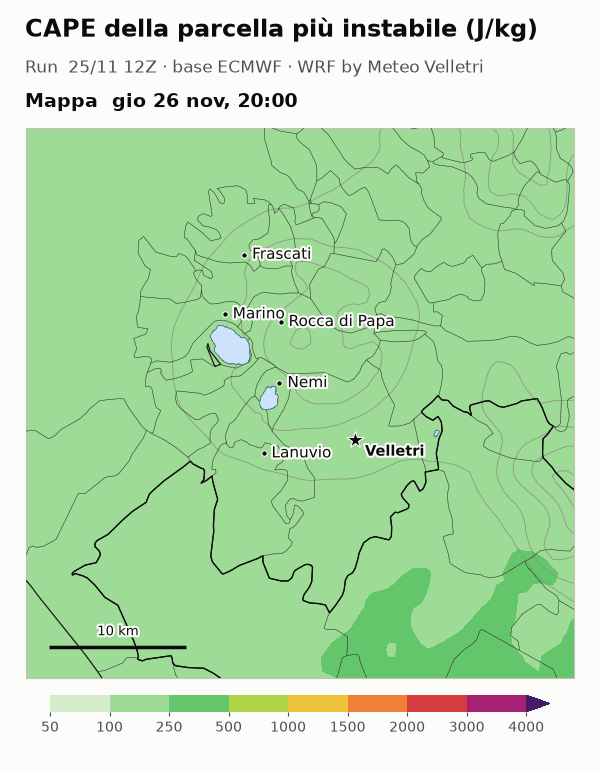 CAPE della parcella più instabile (J/kg)
Run  25/11 12Z · base ECMWF · WRF by Meteo Velletri
Mappa  gio 26 nov, 20:00
Frascati
Marino
Rocca di Papa
Nemi
Velletri
Lanuvio
10 km
50 100 250 500 1000 1500 2000 3000 4000